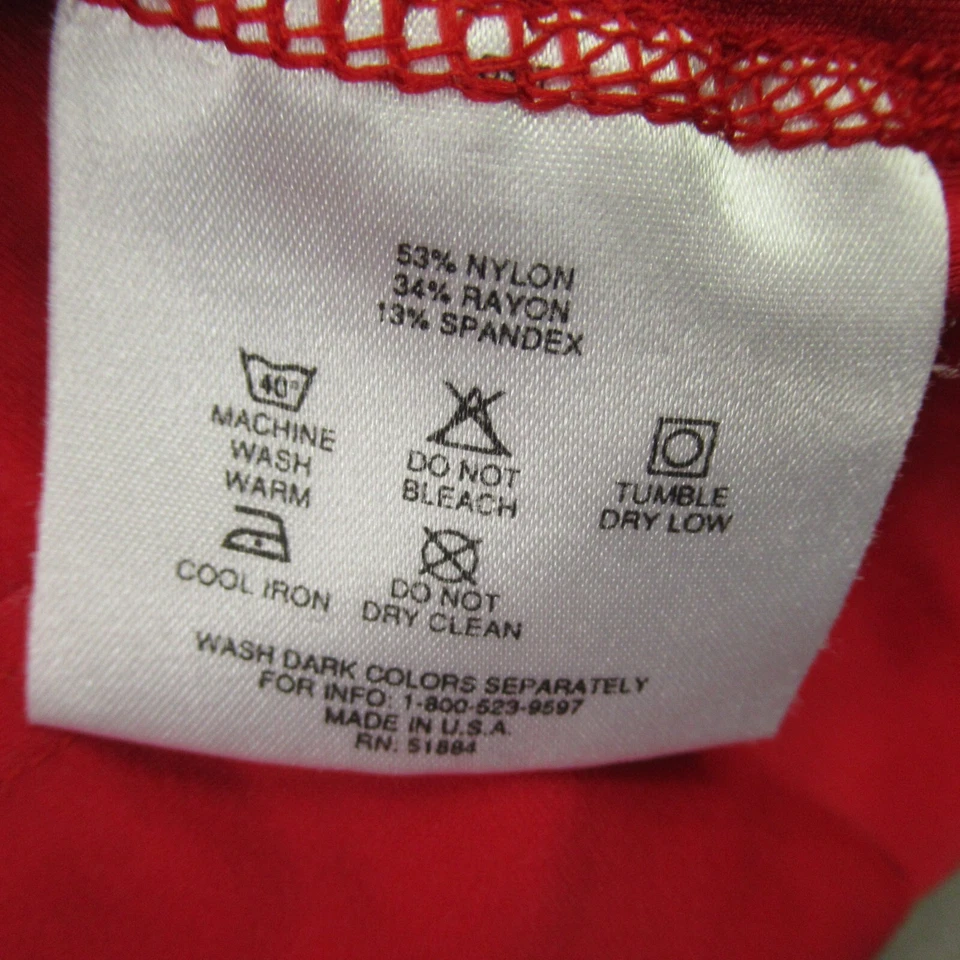 53% NYLON
34% RAYON
13% SPANDEX
40°
MACHINE
WASH
WARM
DO NOT
BLEACH
TUMBLE
DRY LOW
COOL IRON
DO NOT
DRY CLEAN
WASH DARK COLORS SEPARATELY
FOR INFO: 1-800-523-9597
MADE IN U.S.A.
RN: 51884